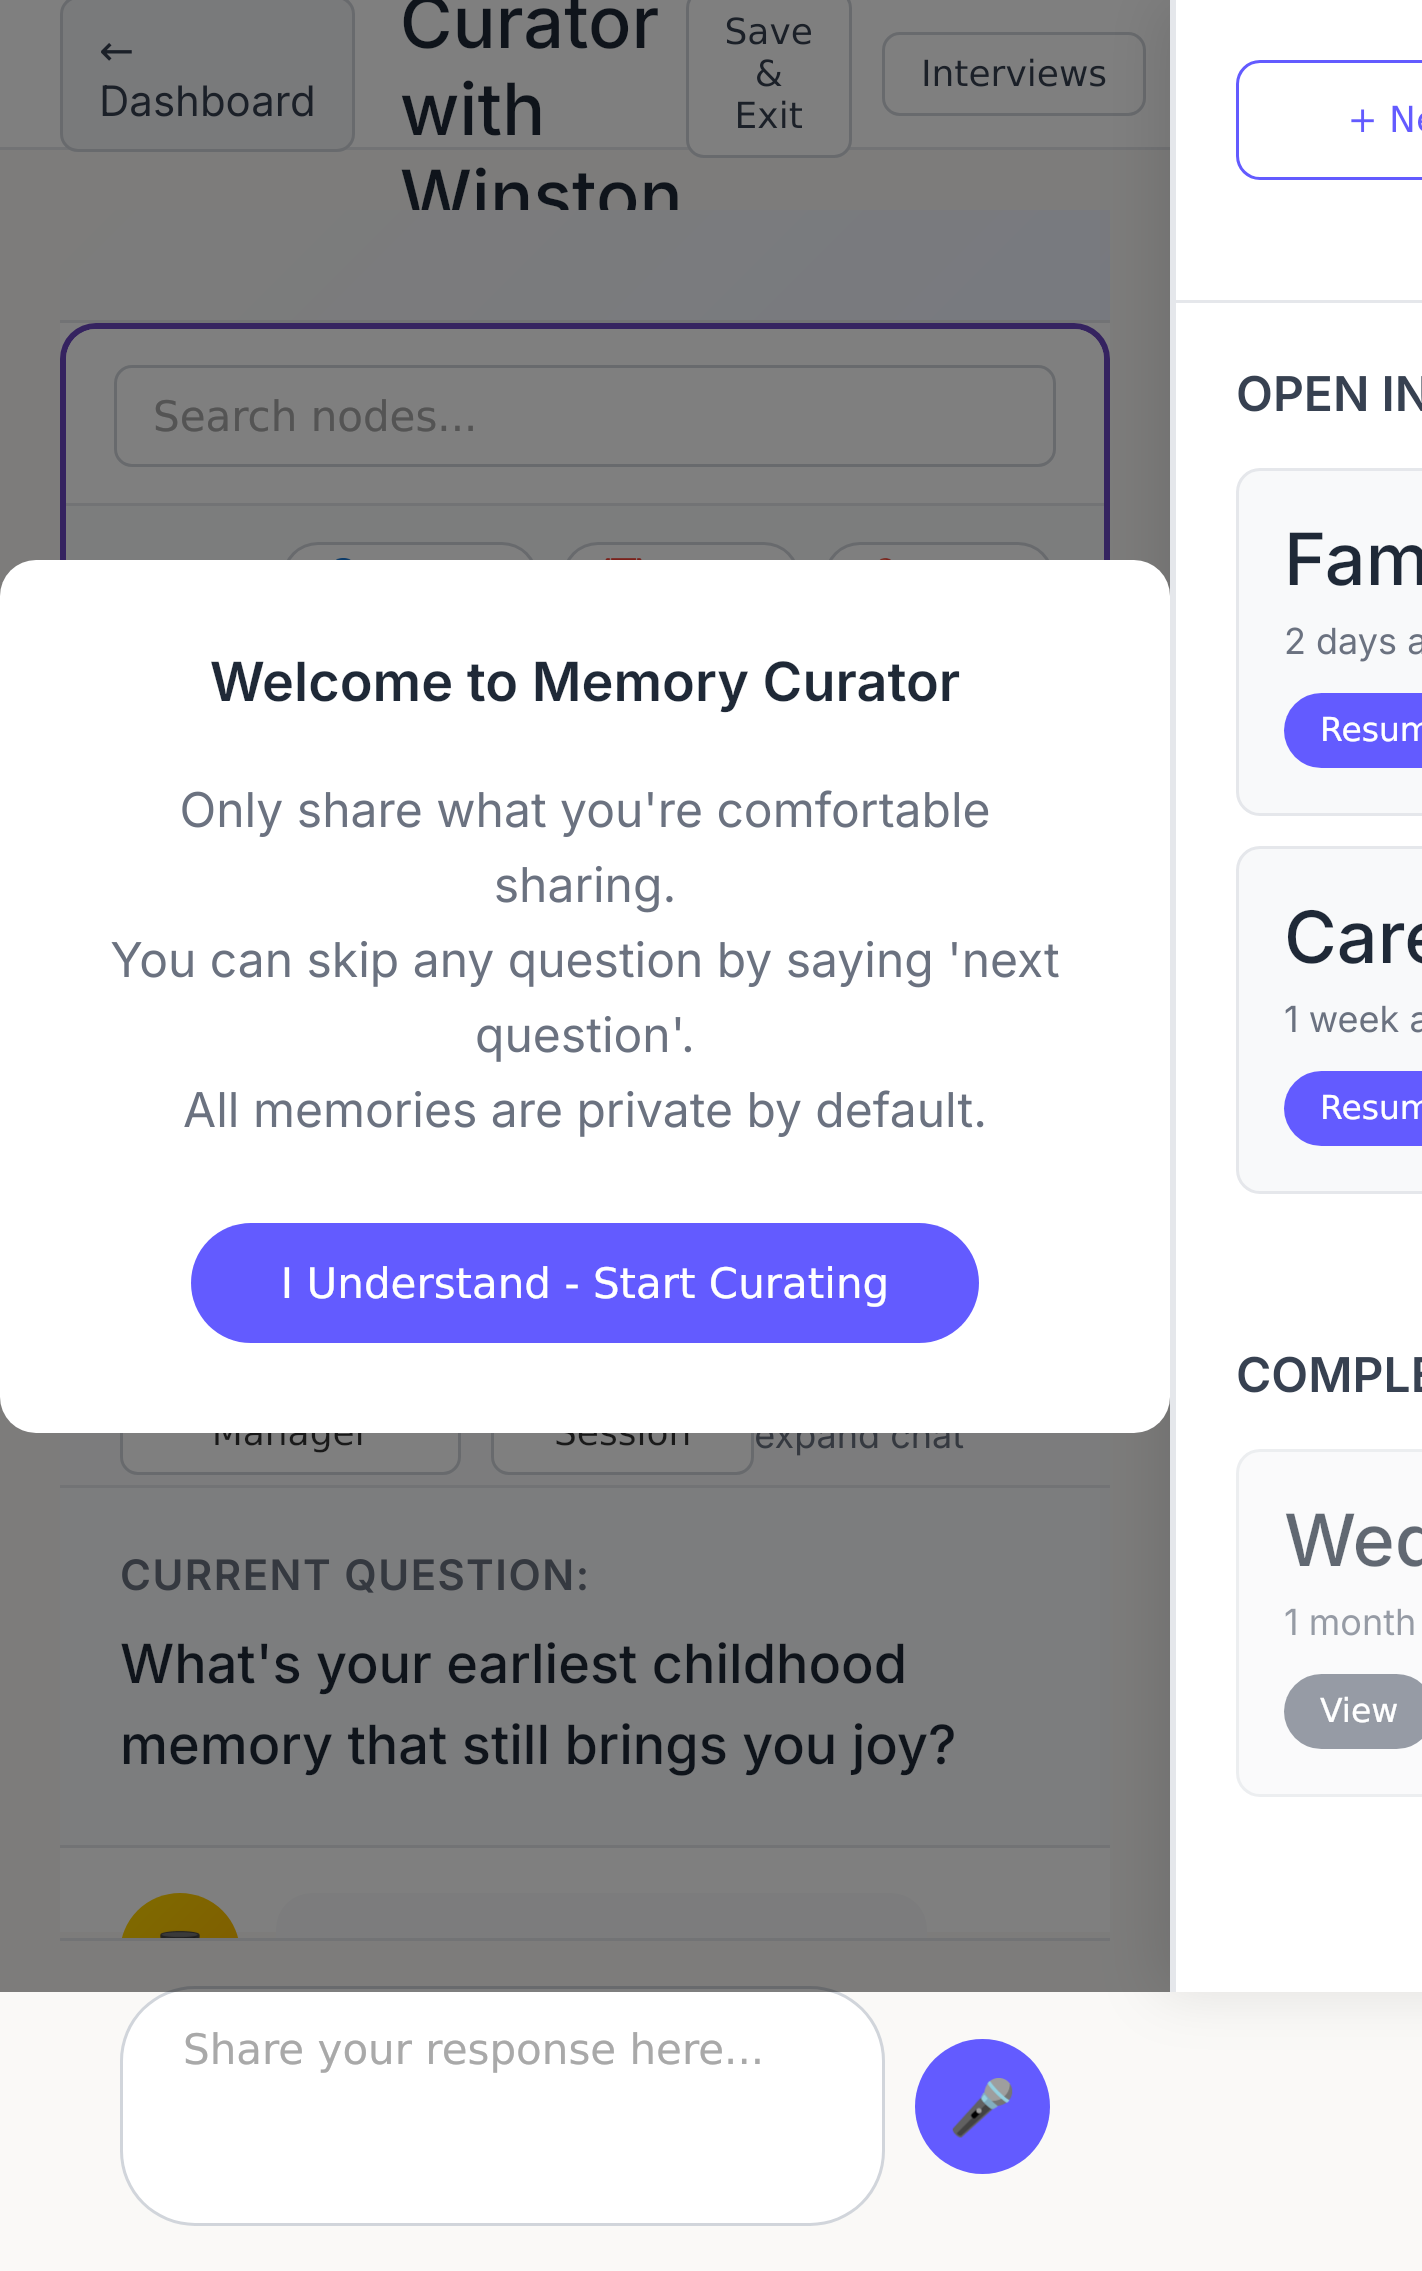 ←
Dashboard
Curator
with
Winston
Save
&
Exit
Interviews
Search nodes...
Welcome to Memory Curator
Only share what you're comfortable
sharing.
You can skip any question by saying 'next
question'.
All memories are private by default.
I Understand - Start Curating
Manager
Session
expand chat
CURRENT QUESTION:
What's your earliest childhood
memory that still brings you joy?
Share your response here...
+ Ne
OPEN IN
Fam
2 days a
Resum
Care
1 week a
Resum
COMPLE
Wed
1 month
View